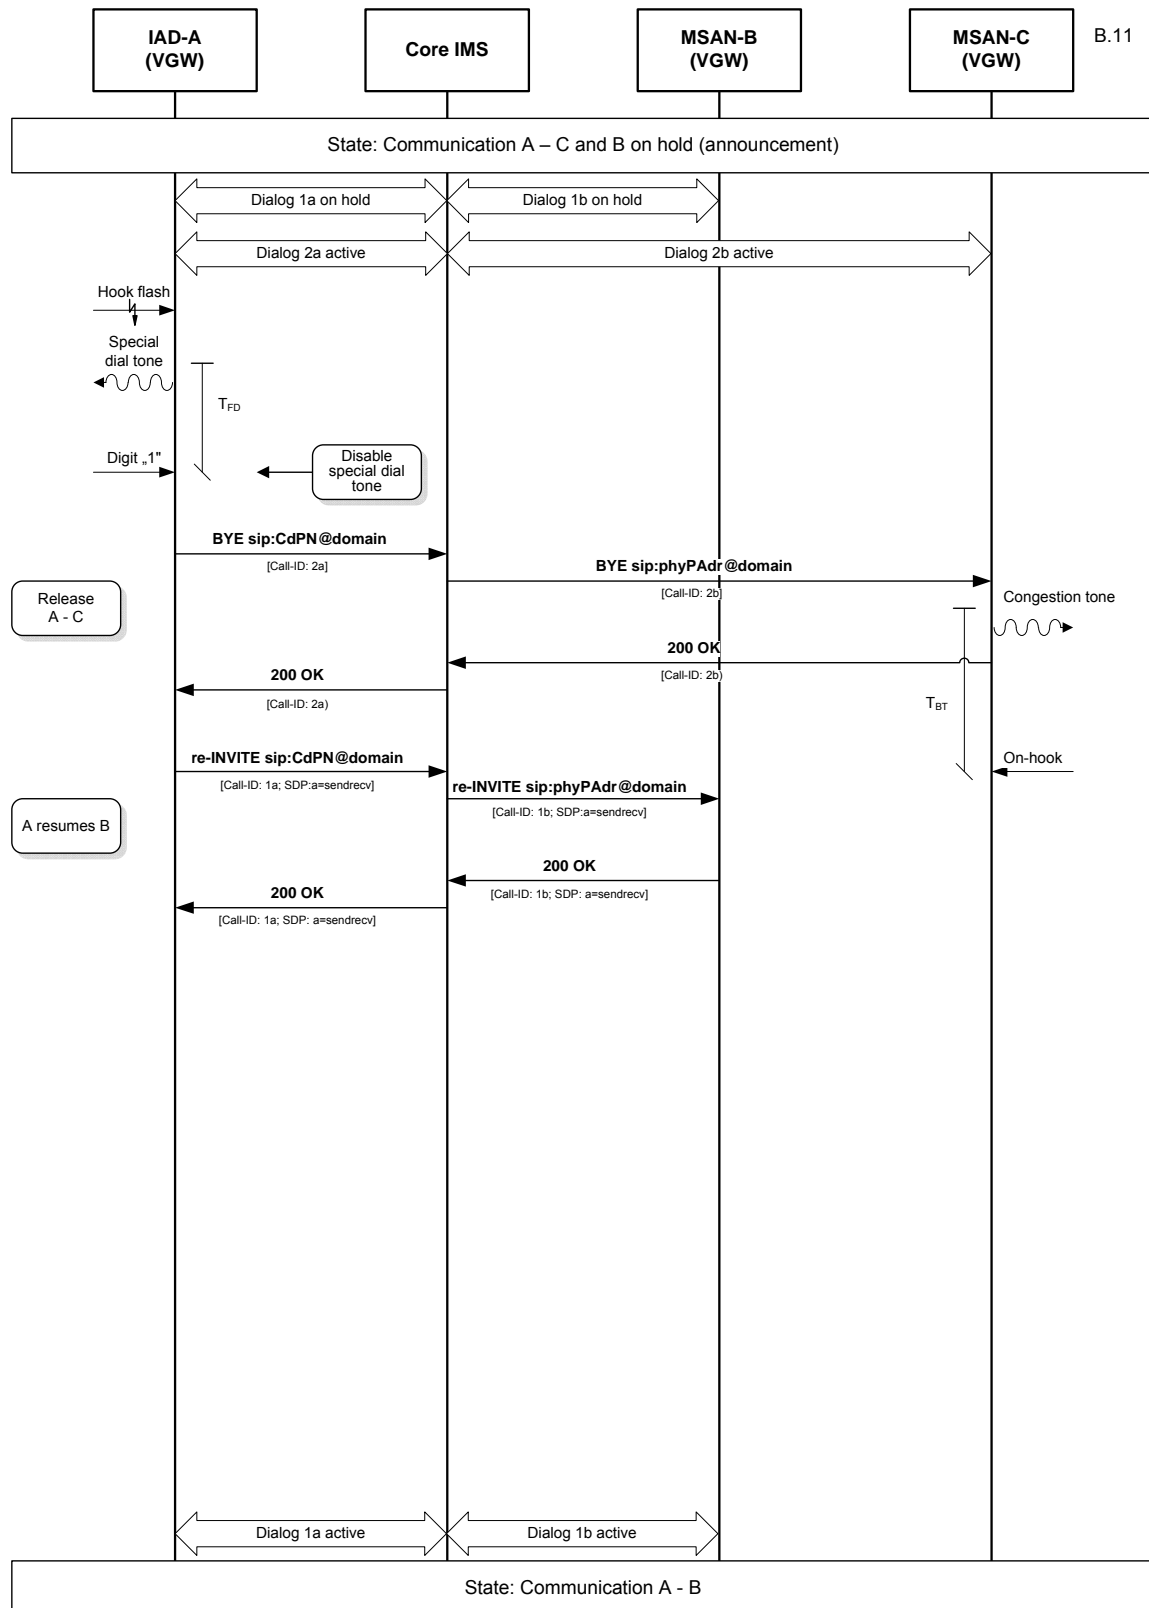 IAD-A
(VGW)
Core IMS
MSAN-B
(VGW)
MSAN-C
(VGW)
B.11
State: Communication A – C and B on hold (announcement)
Dialog 1a on hold
Dialog 1b on hold
Dialog 2a active
Dialog 2b active
Hook flash
Special
dial tone
TFD
Digit „1"
Disable
special dial
tone
BYE sip:CdPN@domain
[Call-ID: 2a]
BYE sip:phyPAdr@domain
[Call-ID: 2b]
Release
A - C
Congestion tone
200 OK
[Call-ID: 2b)
200 OK
[Call-ID: 2a)
TBT
re-INVITE sip:CdPN@domain
[Call-ID: 1a; SDP:a=sendrecv]
On-hook
re-INVITE sip:phyPAdr@domain
[Call-ID: 1b; SDP:a=sendrecv]
A resumes B
200 OK
[Call-ID: 1b; SDP: a=sendrecv]
200 OK
[Call-ID: 1a; SDP: a=sendrecv]
Dialog 1a active
Dialog 1b active
State: Communication A - B